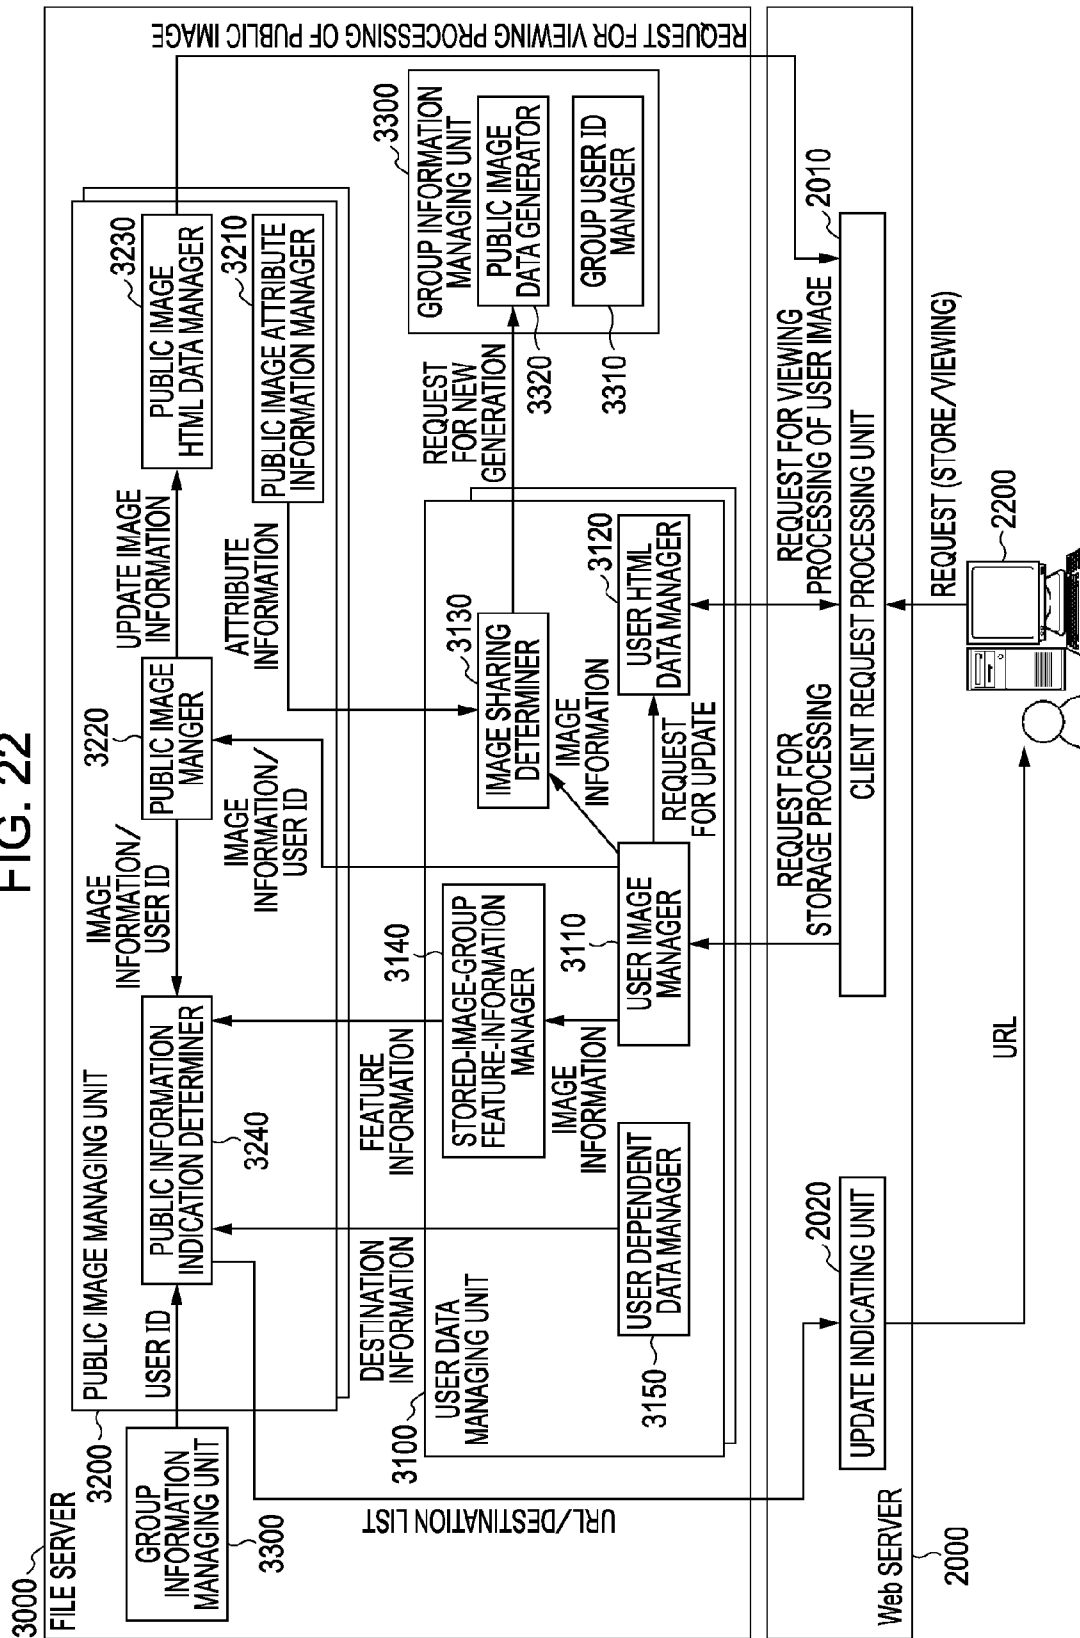 FIG. 22
3000
FILE SERVER
3200
PUBLIC IMAGE MANAGING UNIT
GROUP
INFORMATION
MANAGING UNIT
3300
USER ID
PUBLIC INFORMATION
INDICATION DETERMINER
3240
IMAGE
INFORMATION/
USER ID
3220
PUBLIC IMAGE
MANGER
UPDATE IMAGE
INFORMATION
3230
PUBLIC IMAGE
HTML DATA MANAGER
3210
PUBLIC IMAGE ATTRIBUTE
INFORMATION MANAGER
ATTRIBUTE
INFORMATION
IMAGE
INFORMATION/
USER ID
FEATURE
INFORMATION
DESTINATION
INFORMATION
URL/DESTINATION LIST
REQUEST FOR VIEWING PROCESSING OF PUBLIC IMAGE
3100
USER DATA
MANAGING UNIT
3140
STORED-IMAGE-GROUP
FEATURE-INFORMATION
MANAGER
3130
IMAGE SHARING
DETERMINER
REQUEST
FOR NEW
GENERATION
3300
GROUP INFORMATION
MANAGING UNIT
PUBLIC IMAGE
DATA GENERATOR
3320
GROUP USER ID
MANAGER
3310
IMAGE
INFORMATION
IMAGE
INFORMATION
3150
USER DEPENDENT
DATA MANAGER
3110
USER IMAGE
MANAGER
REQUEST
FOR UPDATE
3120
USER HTML
DATA MANAGER
REQUEST FOR
STORAGE PROCESSING
REQUEST FOR VIEWING
PROCESSING OF USER IMAGE
2010
CLIENT REQUEST PROCESSING UNIT
2020
UPDATE INDICATING UNIT
Web SERVER
2000
URL
REQUEST (STORE/VIEWING)
2200